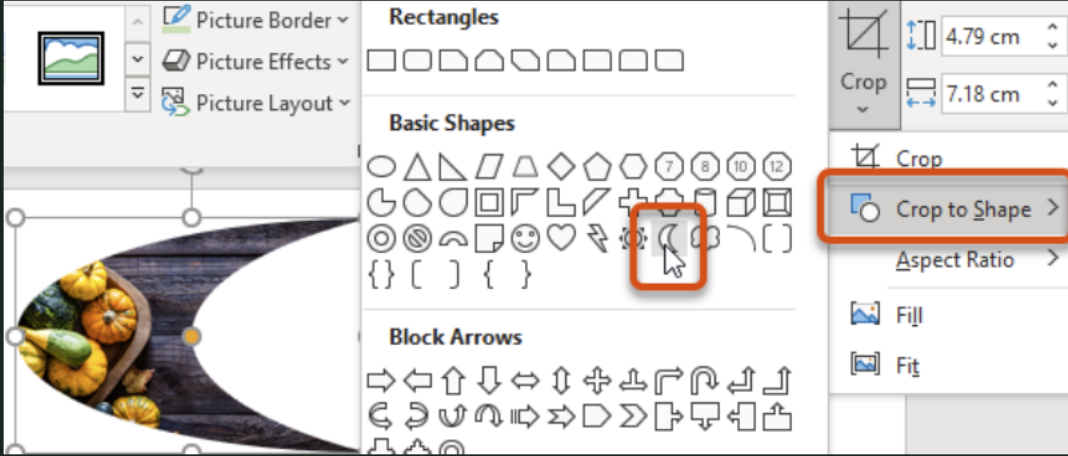 Picture Border
Picture Effects
Picture Layout
Rectangles
Basic Shapes
7 8 10 12
Block Arrows
Crop
4.79 cm
7.18 cm
Crop
Crop to Shape
Aspect Ratio
Fill
Fit